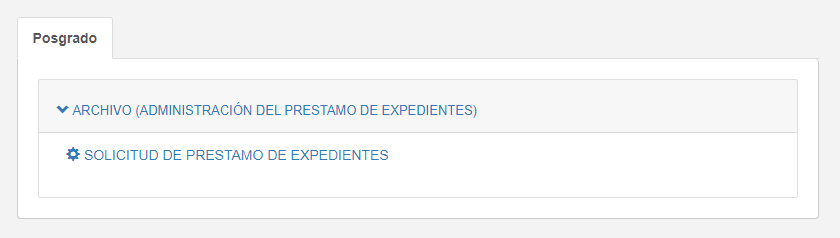 Posgrado
ARCHIVO (ADMINISTRACIÓN DEL PRESTAMO DE EXPEDIENTES)
SOLICITUD DE PRESTAMO DE EXPEDIENTES